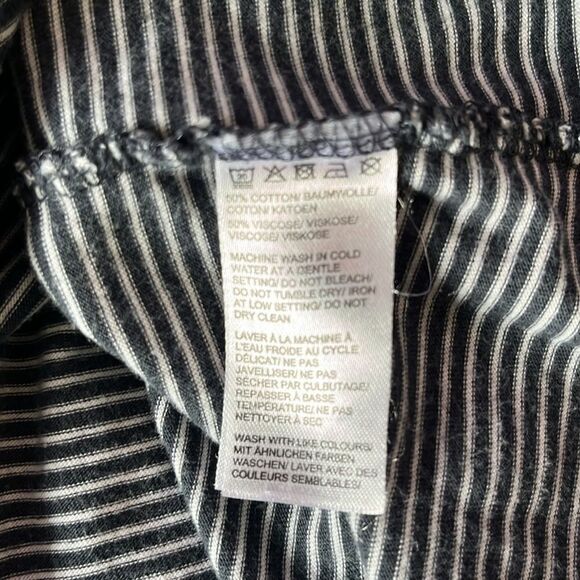 50% COTTON/ BAUMWOLLE/
COTON/ KATOEN
50% VISCOSE/ VISKOSE/
VISCOSE/ VISKOSE
MACHINE WASH IN COLD
WATER AT A GENTLE
SETTING/ DO NOT BLEACH/
DO NOT TUMBLE DRY/ IRON
AT LOW SETTING/ DO NOT
DRY CLEAN
LAVER À LA MACHINE À
L'EAU FROIDE AU CYCLE
DÉLICAT/ NE PAS
JAVELLISER/ NE PAS
SÉCHER PAR CULBUTAGE/
REPASSER À BASSE
TEMPÉRATURE/ NE PAS
NETTOYER À SEC
WASH WITH LIKE COLOURS/
MIT ÄHNLICHEN FARBEN
WASCHEN/ LAVER AVEC DES
COULEURS SEMBLABLES/